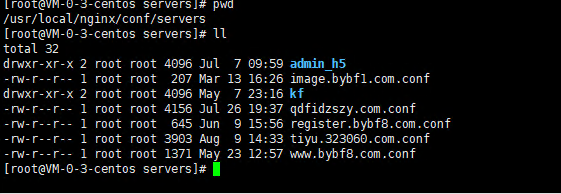 [root@VM-0-3-centos servers]# pwd
/usr/local/nginx/conf/servers
[root@VM-0-3-centos servers]# ll
total 32
drwxr-xr-x 2 root root 4096 Jul  7 09:59 admin_h5
-rw-r--r-- 1 root root  207 Mar 13 16:26 image.bybf1.com.conf
drwxr-xr-x 2 root root 4096 May  7 23:16 kf
-rw-r--r-- 1 root root 4156 Jul 26 19:37 qdfidzszy.com.conf
-rw-r--r-- 1 root root  645 Jun  9 15:56 register.bybf8.com.conf
-rw-r--r-- 1 root root 3903 Aug  9 14:33 tiyu.323060.com.conf
-rw-r--r-- 1 root root 1371 May 23 12:57 www.bybf8.com.conf
[root@VM-0-3-centos servers]#